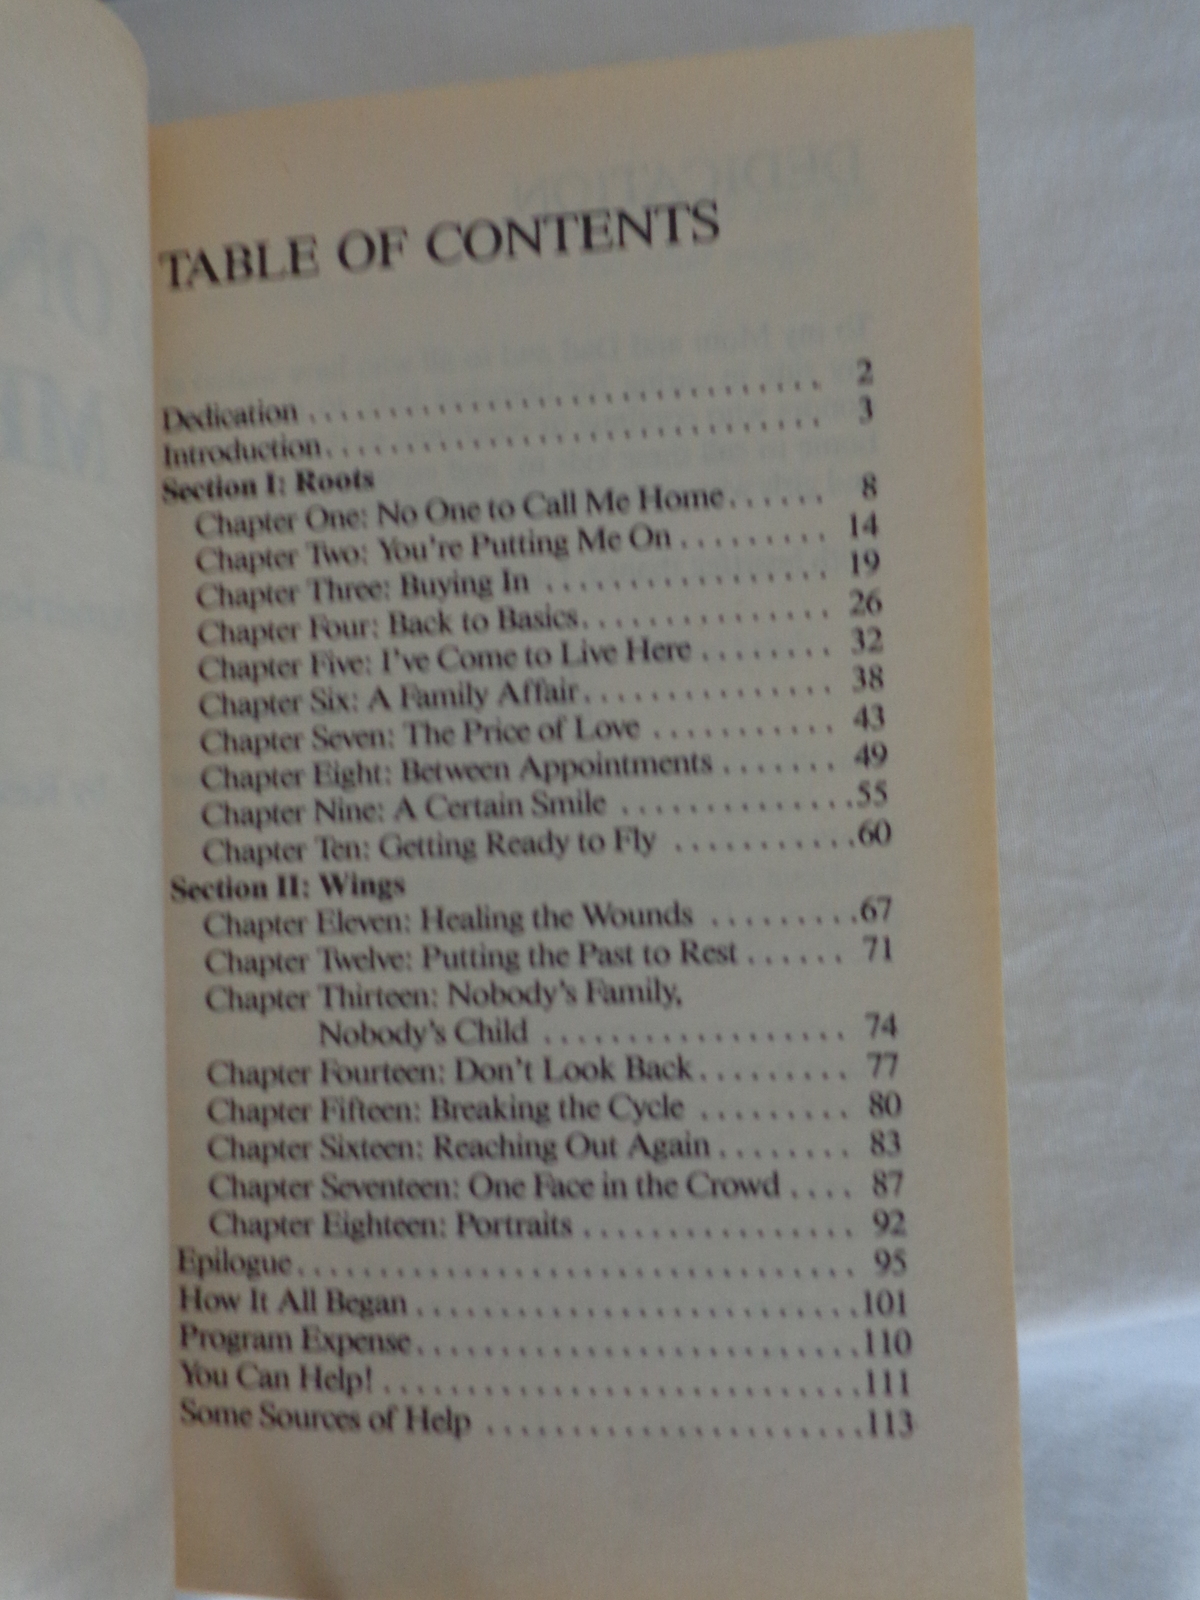 TABLE OF CONTENTS
Dedication . . . . . . . . . . . . . . . . . . . . . . . . . . . . . . . . 2
Introduction. . . . . . . . . . . . . . . . . . . . . . . . . . . . . . . 3
Section I: Roots
Chapter One: No One to Call Me Home. . . . . . 8
Chapter Two: You're Putting Me On . . . . . . . . . 14
Chapter Three: Buying In . . . . . . . . . . . . . . . . . 19
Chapter Four: Back to Basics. . . . . . . . . . . . . . . 26
Chapter Five: I've Come to Live Here . . . . . . . . 32
Chapter Six: A Family Affair. . . . . . . . . . . . . . . 38
Chapter Seven: The Price of Love . . . . . . . . . . . 43
Chapter Eight: Between Appointments . . . . . . . 49
Chapter Nine: A Certain Smile . . . . . . . . . . . . . .55
Chapter Ten: Getting Ready to Fly . . . . . . . . . . .60
Section II: Wings
Chapter Eleven: Healing the Wounds . . . . . . . . .67
Chapter Twelve: Putting the Past to Rest . . . . . . 71
Chapter Thirteen: Nobody's Family,
Nobody's Child . . . . . . . . . . . . . . . . . . 74
Chapter Fourteen: Don't Look Back. . . . . . . . . 77
Chapter Fifteen: Breaking the Cycle . . . . . . . . . 80
Chapter Sixteen: Reaching Out Again . . . . . . . . 83
Chapter Seventeen: One Face in the Crowd . . . . 87
Chapter Eighteen: Portraits . . . . . . . . . . . . . . . . 92
Epilogue. . . . . . . . . . . . . . . . . . . . . . . . . . . . . . . . . 95
How It All Began . . . . . . . . . . . . . . . . . . . . . . . . . .101
Program Expense. . . . . . . . . . . . . . . . . . . . . . . . . .110
You Can Help! . . . . . . . . . . . . . . . . . . . . . . . . . . . .111
Some Sources of Help . . . . . . . . . . . . . . . . . . . . . .113